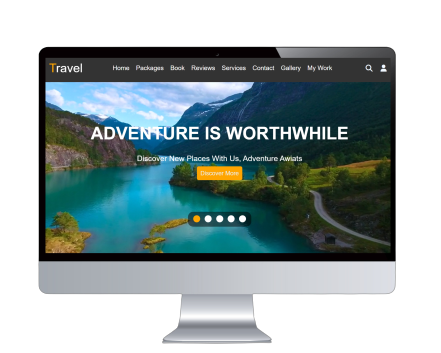 Travel
Home Packages Book Reviews Services Contact Gallery My Work
ADVENTURE IS WORTHWHILE
Discover New Places With Us, Adventure Awiats
Discover More